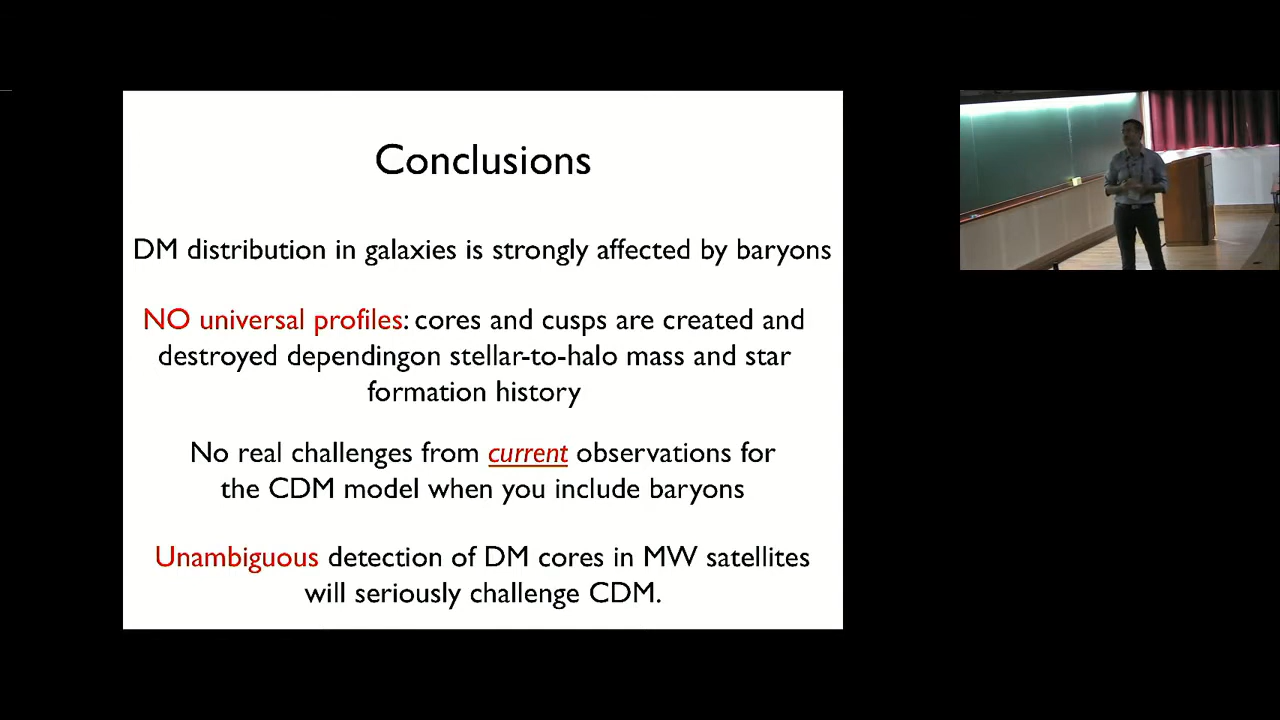 Conclusions
DM distribution in galaxies is strongly affected by baryons
NO universal profiles: cores and cusps are created and
destroyed dependingon stellar-to-halo mass and star
formation history
No real challenges from current observations for
the CDM model when you include baryons
Unambiguous detection of DM cores in MW satellites
will seriously challenge CDM.